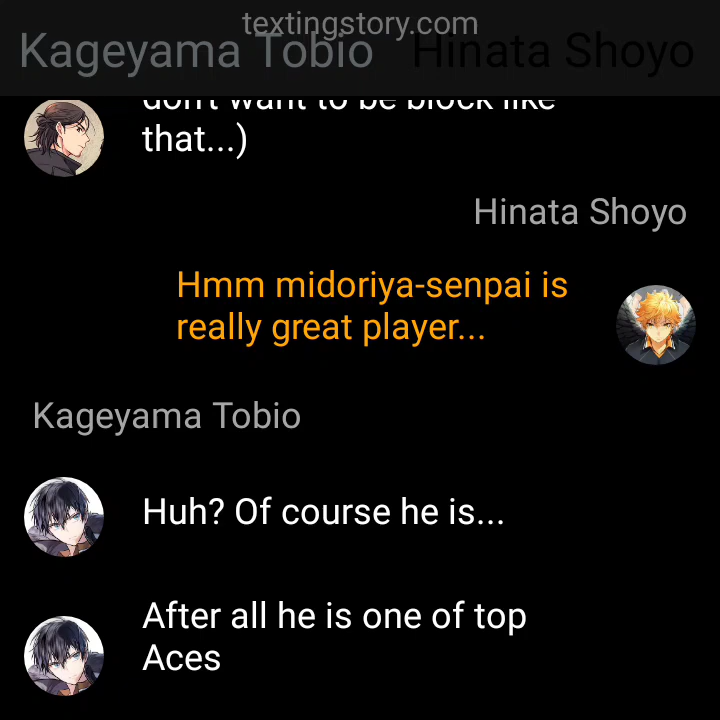 textingstory.com
Kageyama Tobio Hinata Shoyo
don't want to be block like
that...)
Hinata Shoyo
Hmm midoriya-senpai is
really great player...
Kageyama Tobio
Huh? Of course he is...
After all he is one of top
Aces